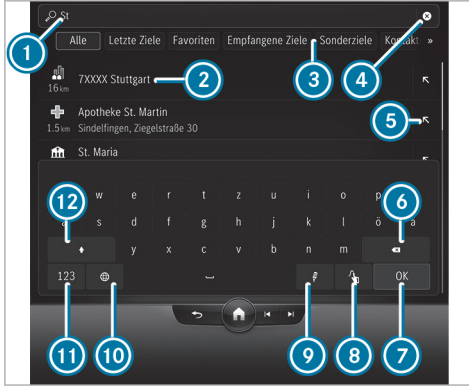 St
Alle Letzte Ziele Favoriten Empfangene Ziele Sonderziele Kontakt »
1 2 3 4
7XXXX Stuttgart
16 km
Apotheke St. Martin
5
1.5 km Sindelfingen, Ziegelstraße 30
St. Maria
w e r t z u i o p
12 6
a s d f g h j k l ö ä
y x c v b n m
123 OK
11 10 9 8 7